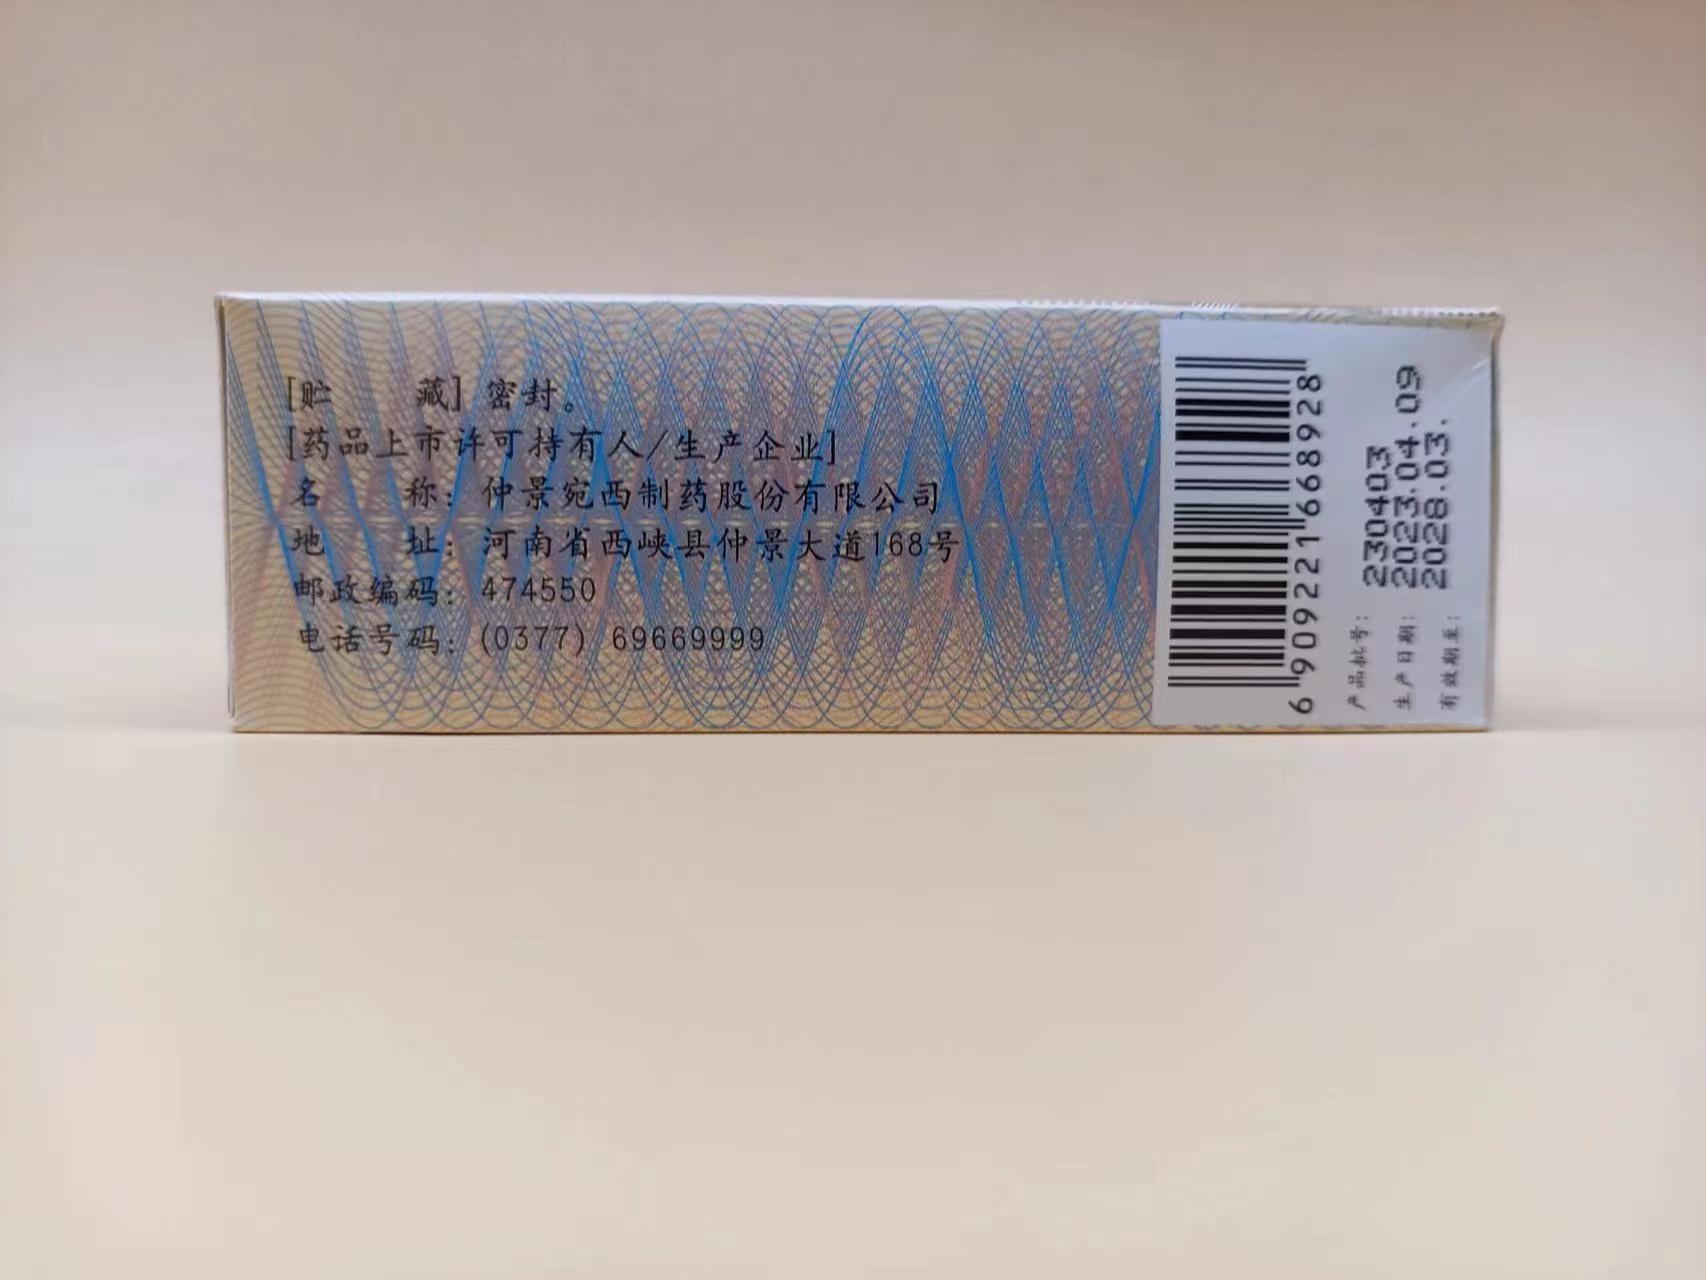 [贮 藏] 密封。
[药品上市许可持有人/生产企业]
名 称: 仲景宛西制药股份有限公司
地 址: 河南省西峡县仲景大道168号
邮政编码: 474550
电话号码: (0377) 69669999
6 909221 668928
产品批号: 230403
生产日期: 2023.04.09
有效期至: 2028.03.